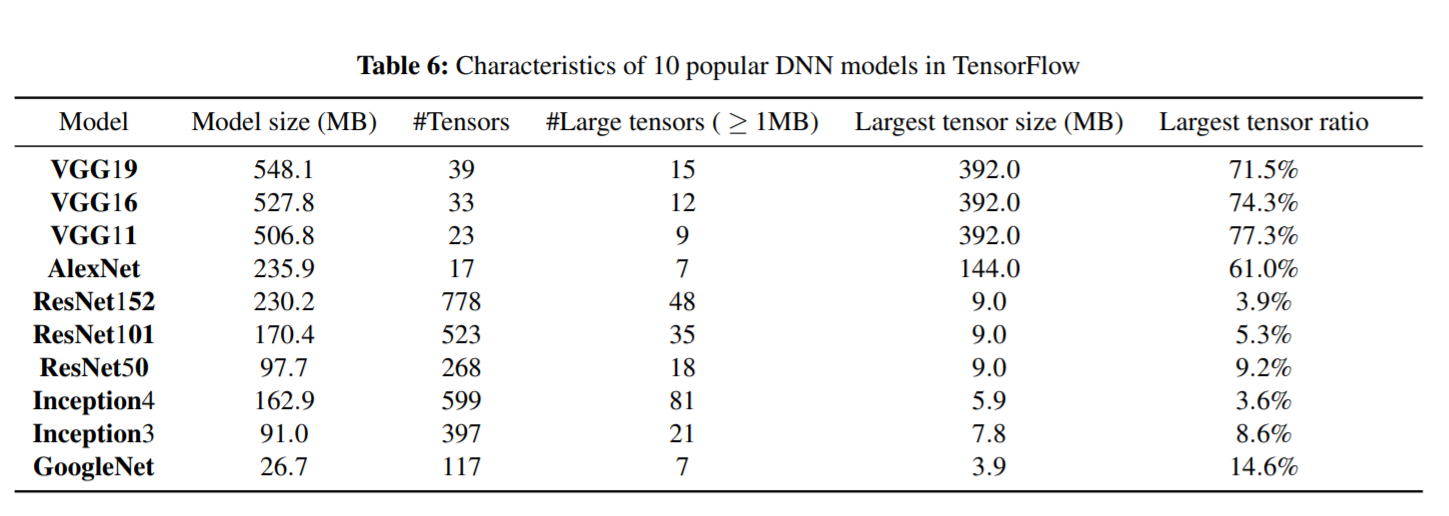 Table 6: Characteristics of 10 popular DNN models in TensorFlow
Model Model size (MB) #Tensors #Large tensors ( ≥ 1MB) Largest tensor size (MB) Largest tensor ratio
VGG19 548.1 39 15 392.0 71.5%
VGG16 527.8 33 12 392.0 74.3%
VGG11 506.8 23 9 392.0 77.3%
AlexNet 235.9 17 7 144.0 61.0%
ResNet152 230.2 778 48 9.0 3.9%
ResNet101 170.4 523 35 9.0 5.3%
ResNet50 97.7 268 18 9.0 9.2%
Inception4 162.9 599 81 5.9 3.6%
Inception3 91.0 397 21 7.8 8.6%
GoogleNet 26.7 117 7 3.9 14.6%